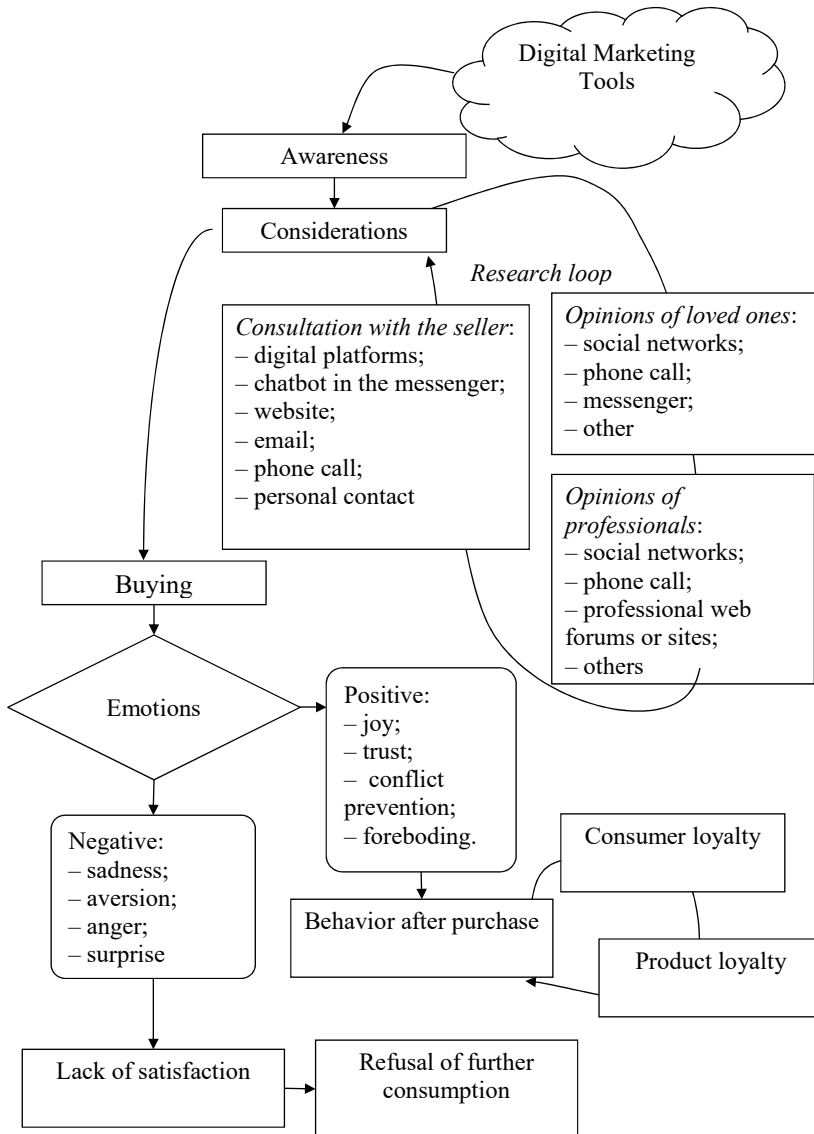 Digital Marketing
Tools
Awareness
Considerations
Research loop
Consultation with the seller:
– digital platforms;
– chatbot in the messenger;
– website;
– email;
– phone call;
– personal contact
Opinions of loved ones:
– social networks;
– phone call;
– messenger;
– other
Opinions of
professionals:
– social networks;
– phone call;
– professional web
forums or sites;
– others
Buying
Emotions
Positive:
– joy;
– trust;
– conflict
prevention;
– foreboding.
Negative:
– sadness;
– aversion;
– anger;
– surprise
Consumer loyalty
Behavior after purchase
Product loyalty
Lack of satisfaction
Refusal of further
consumption